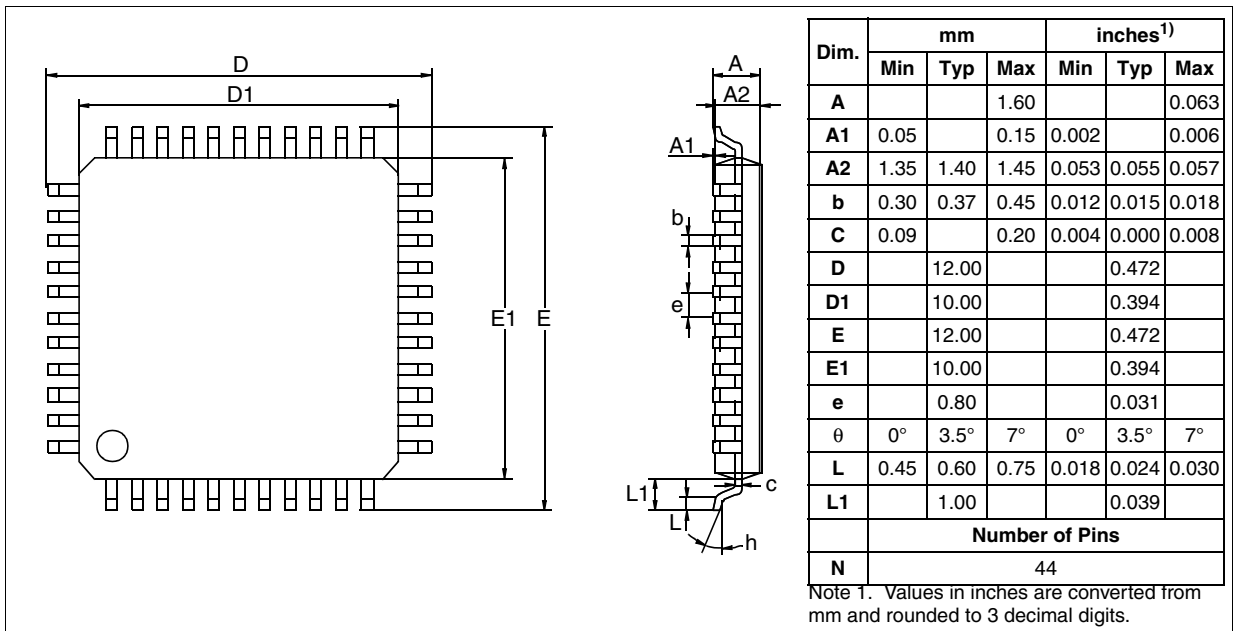 D
D1
E1 E
A
A2
A1
b
e
L1
L
c
h
Dim. mm inches1)
Min Typ Max Min Typ Max
A 1.60 0.063
A1 0.05 0.15 0.002 0.006
A2 1.35 1.40 1.45 0.053 0.055 0.057
b 0.30 0.37 0.45 0.012 0.015 0.018
C 0.09 0.20 0.004 0.000 0.008
D 12.00 0.472
D1 10.00 0.394
E 12.00 0.472
E1 10.00 0.394
e 0.80 0.031
θ 0° 3.5° 7° 0° 3.5° 7°
L 0.45 0.60 0.75 0.018 0.024 0.030
L1 1.00 0.039
Number of Pins
N 44
Note 1. Values in inches are converted from
mm and rounded to 3 decimal digits.